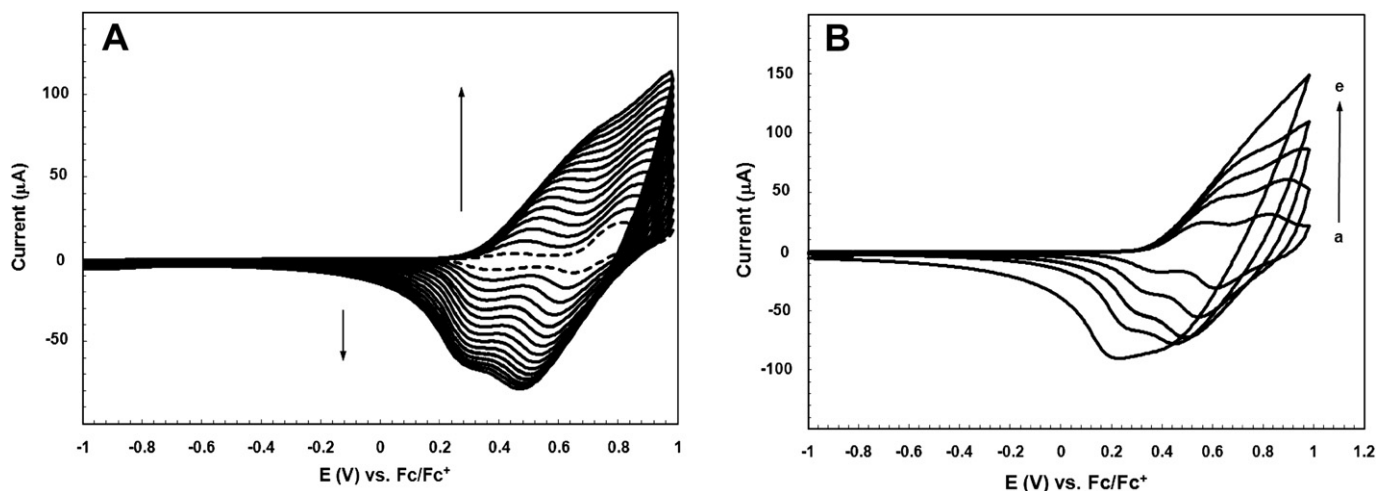 A
Current (μA)
100
50
0
-50
-1 -0.8 -0.6 -0.4 -0.2 0 0.2 0.4 0.6 0.8 1
E (V) vs. Fc/Fc⁺
B
Current (μA)
150
100
50
0
-50
-100
e
a
-1 -0.8 -0.6 -0.4 -0.2 0 0.2 0.4 0.6 0.8 1 1.2
E (V) vs. Fc/Fc⁺